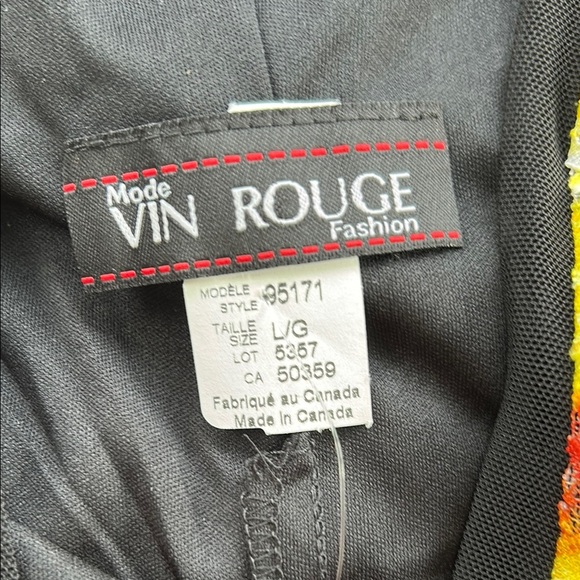 Mode
VIN ROUGE
Fashion
MODÈLE
STYLE 95171
TAILLE
SIZE L/G
LOT 5357
CA 50359
Fabriqué au Canada
Made in Canada